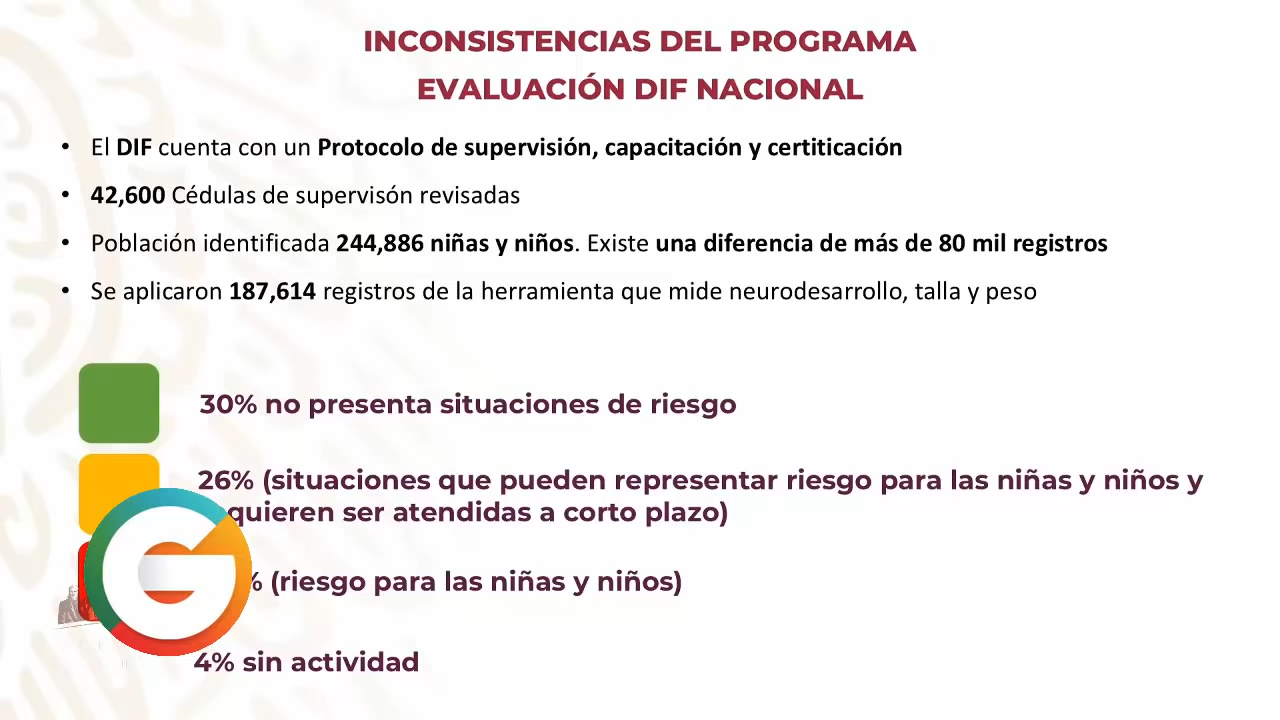 INCONSISTENCIAS DEL PROGRAMA
EVALUACIÓN DIF NACIONAL
• El DIF cuenta con un Protocolo de supervisión, capacitación y certiticación
• 42,600 Cédulas de supervisón revisadas
• Población identificada 244,886 niñas y niños. Existe una diferencia de más de 80 mil registros
• Se aplicaron 187,614 registros de la herramienta que mide neurodesarrollo, talla y peso
30% no presenta situaciones de riesgo
26% (situaciones que pueden representar riesgo para las niñas y niños y
ser atendidas a corto plazo)
% (riesgo para las niñas y niños)
4% sin actividad